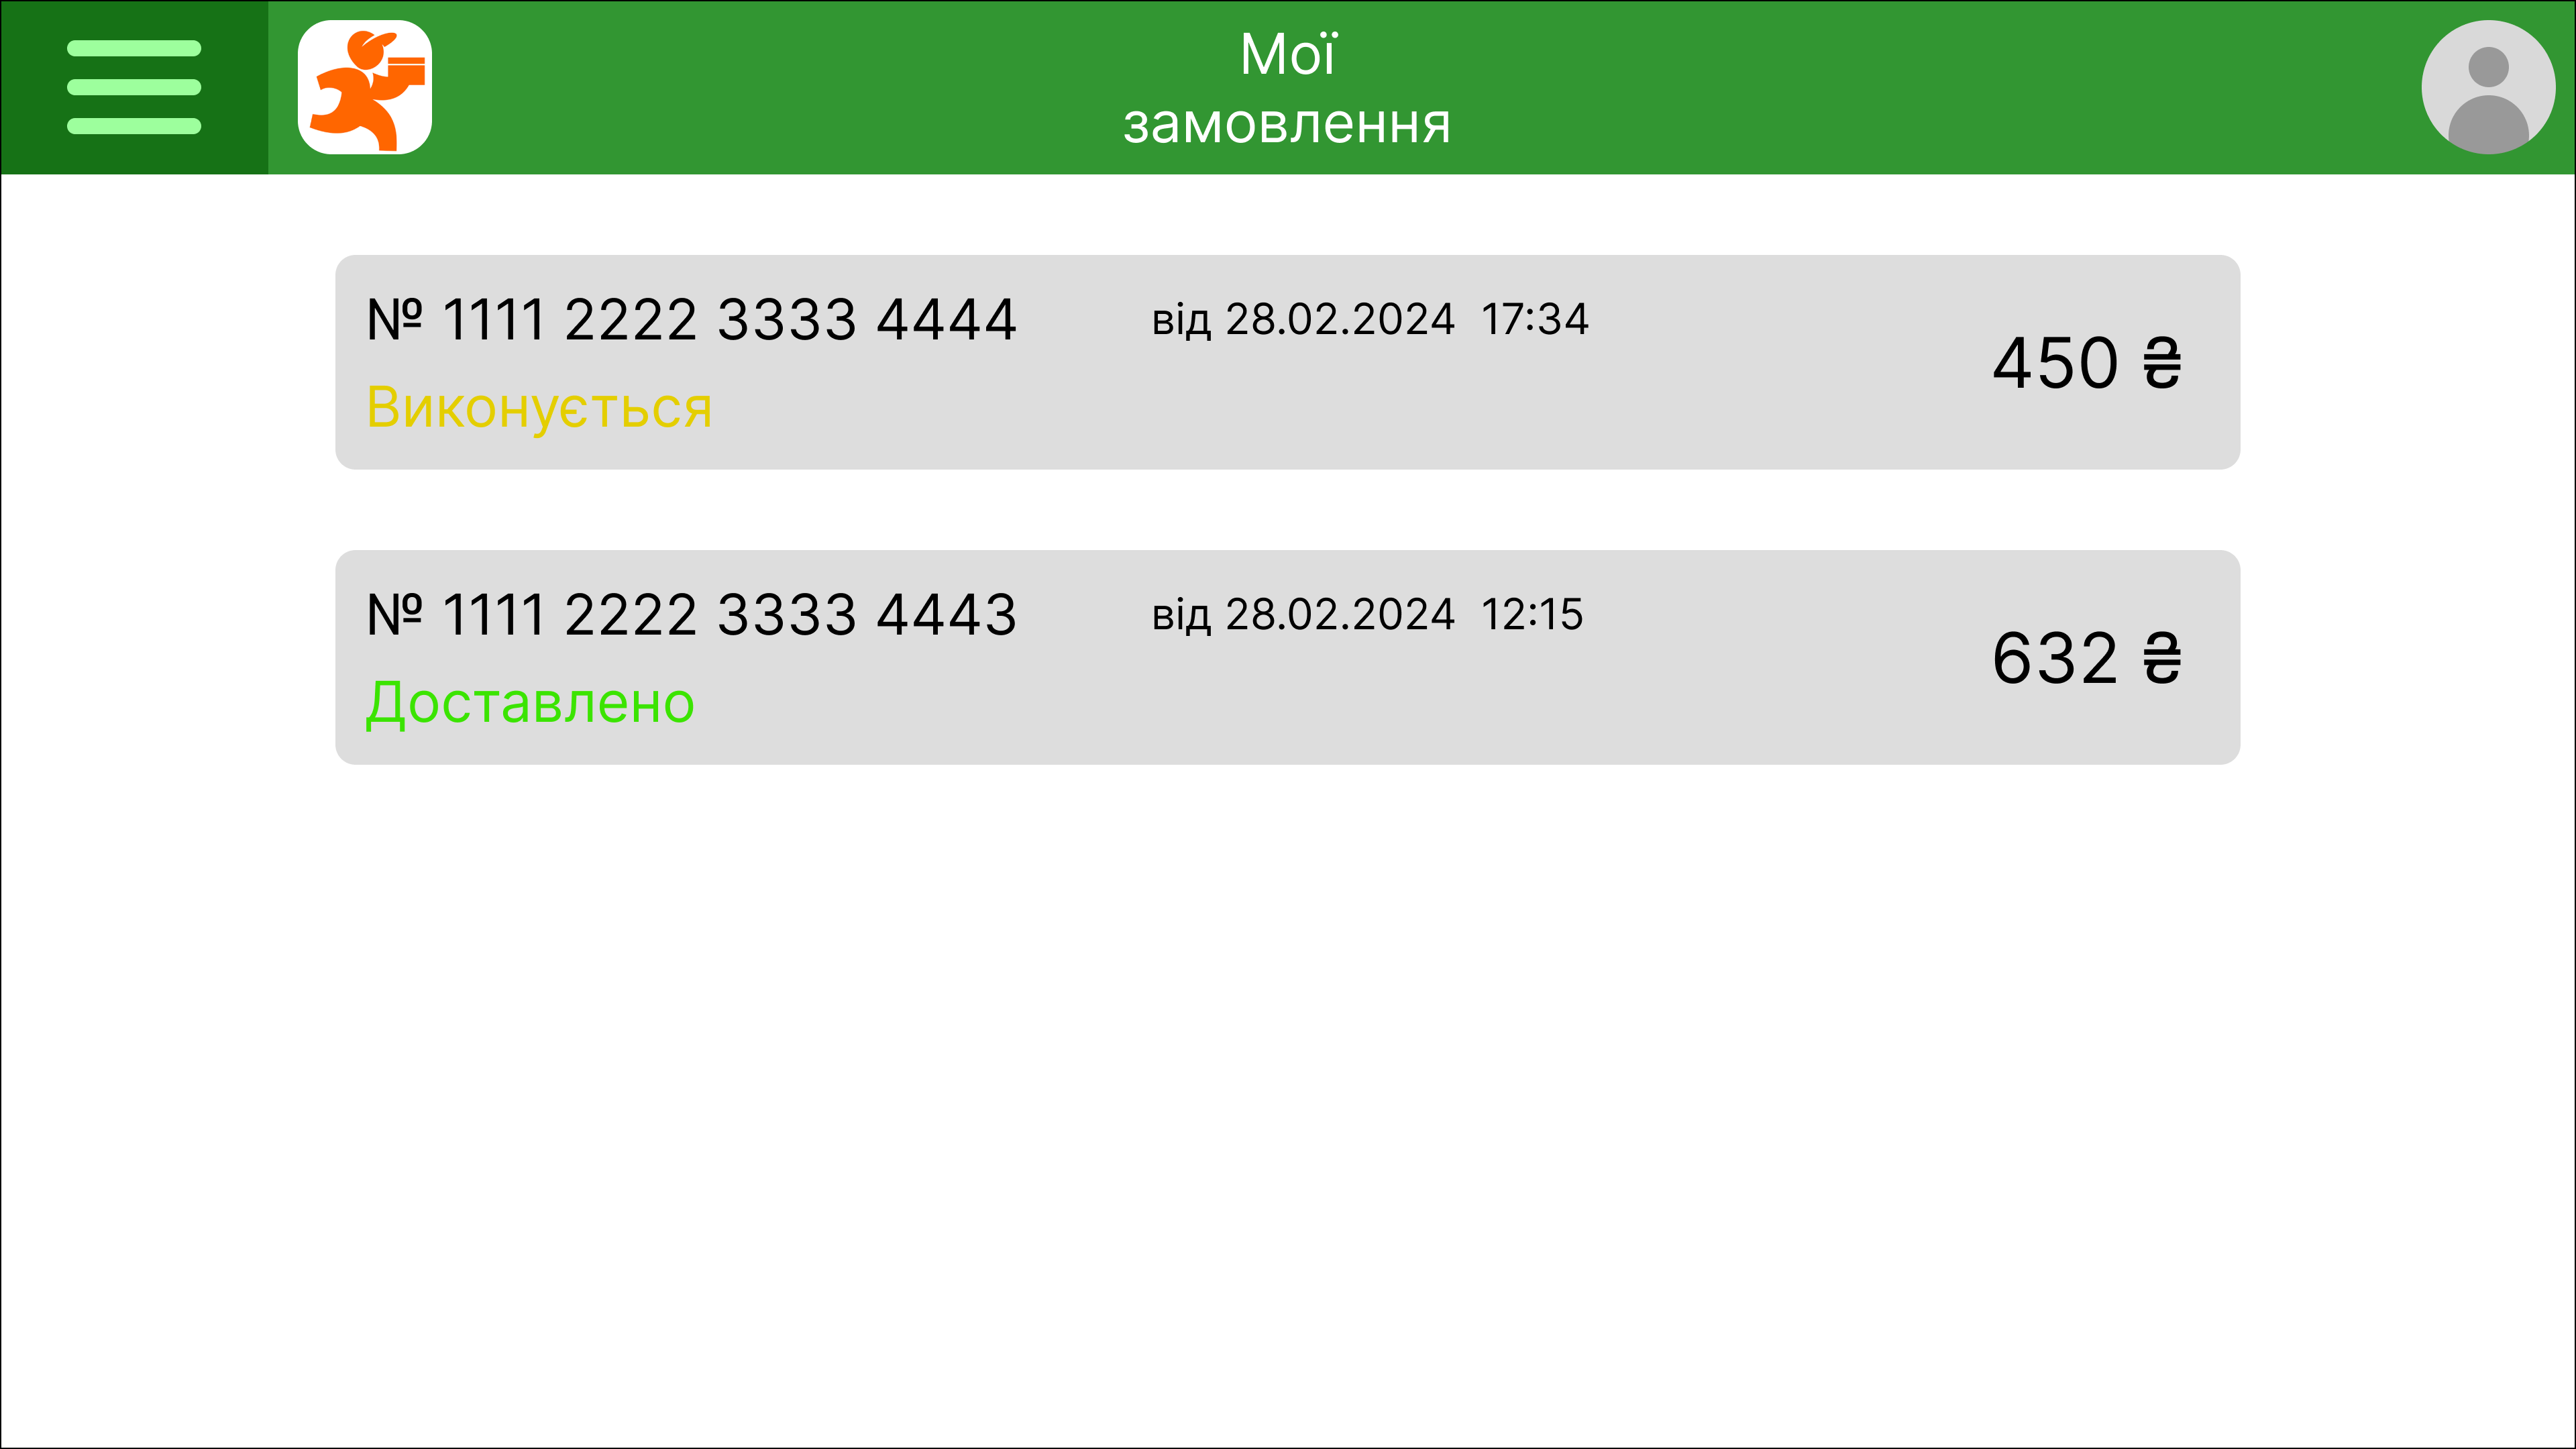 Мої
замовлення
№ 1111 2222 3333 4444 від 28.02.2024 17:34
450 ₴
Виконується
№ 1111 2222 3333 4443 від 28.02.2024 12:15
632 ₴
Доставлено